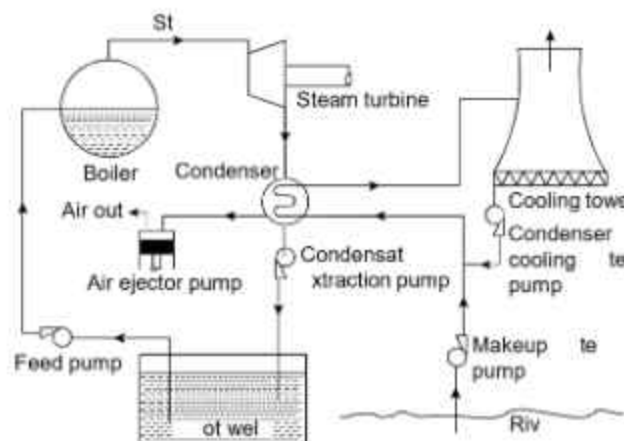 St
Steam turbine
Boiler
Condenser
Air out
Cooling towe
Condenser
cooling te
pump
Condensat
xtraction pump
Air ejector pump
Feed pump
Makeup te
pump
ot wel
Riv